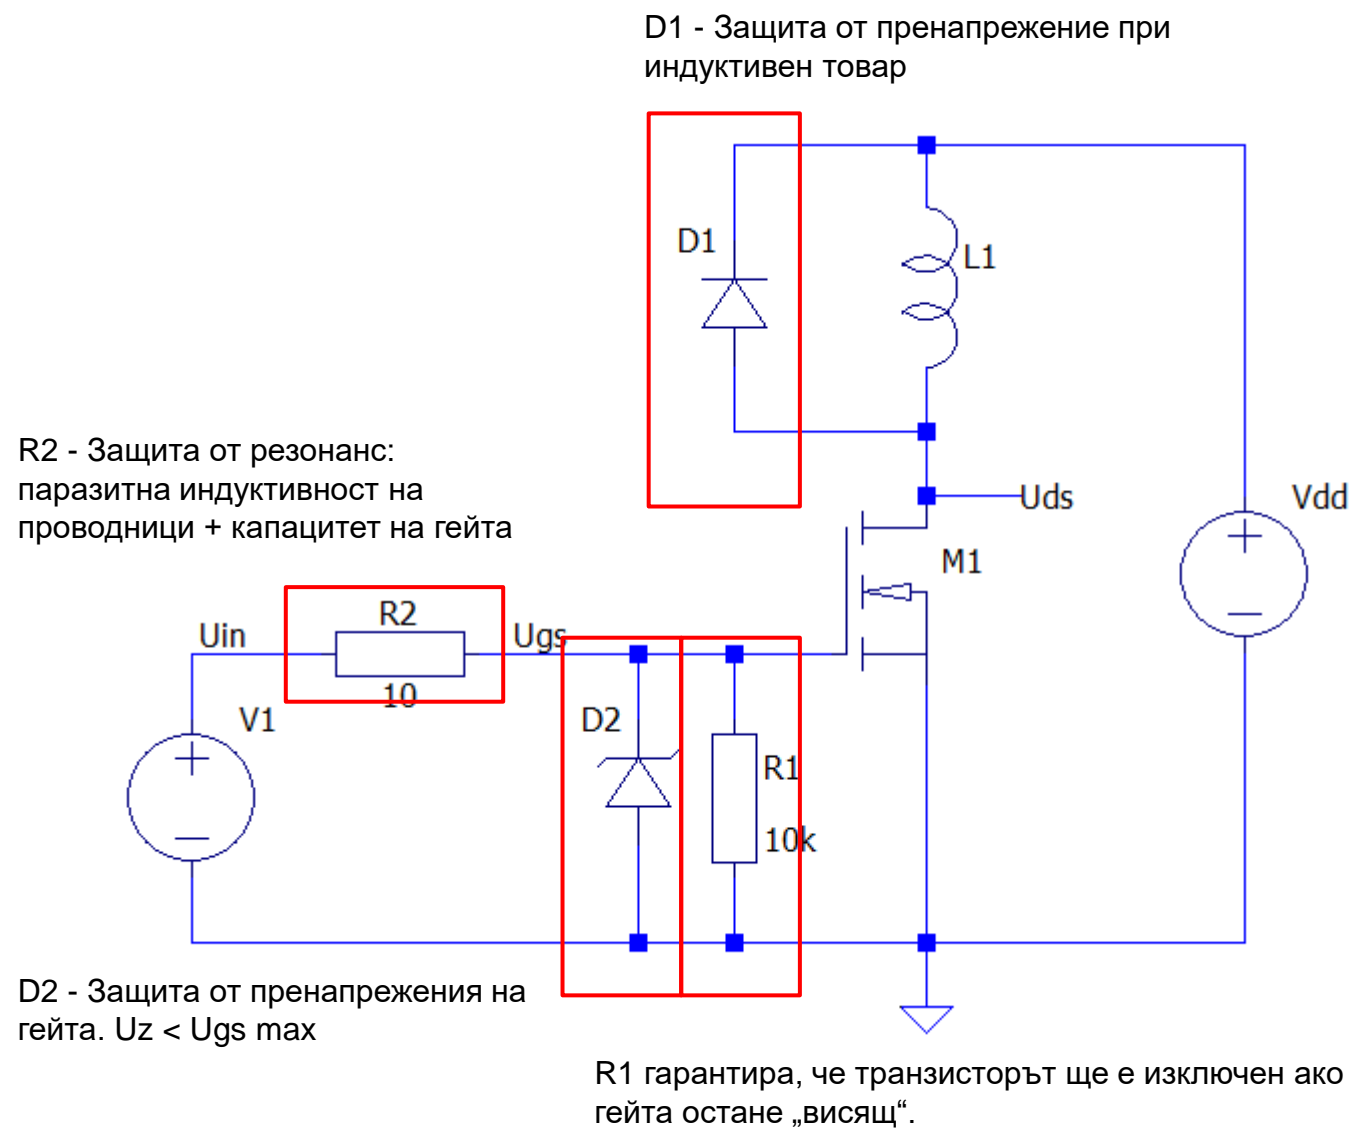 D1 - Защита от пренапрежение при
индуктивен товар
D1
L1
R2 - Защита от резонанс:
паразитна индуктивност на
проводници + капацитет на гейта
Uds
Vdd
M1
R2
Uin
Ugs
10
V1
D2
R1
10k
D2 - Защита от пренапрежения на
гейта. Uz < Ugs max
R1 гарантира, че транзисторът ще е изключен ако
гейта остане „висящ“.